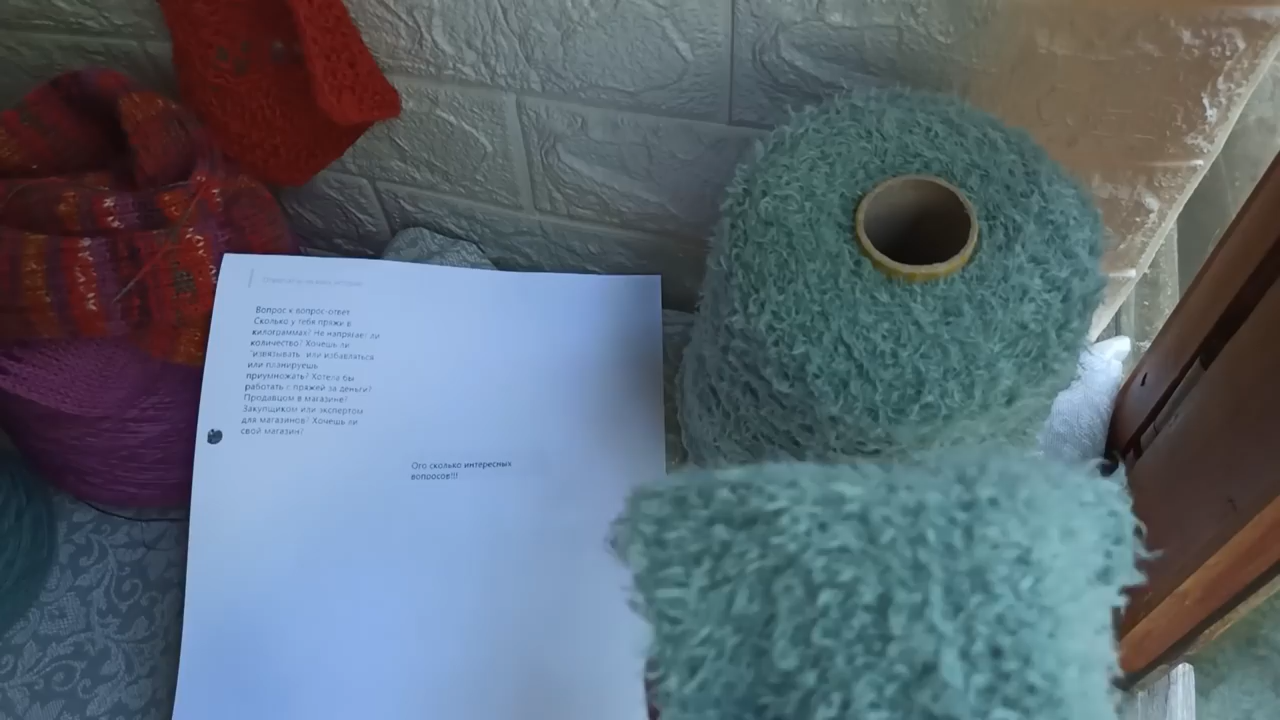 Вопрос к вопрос-ответ
Сколько у тебя пряжи в
килограммах? Не напрягает ли
количество? Хочешь ли
"извязывать" или избавляться
или планируешь
приумножать? Хотела бы
работать с пряжей за деньги?
Продавцом в магазине?
Закупщиком или экспертом
для магазинов? Хочешь ли
свой магазин?
Ого сколько интересных
вопросов!!!